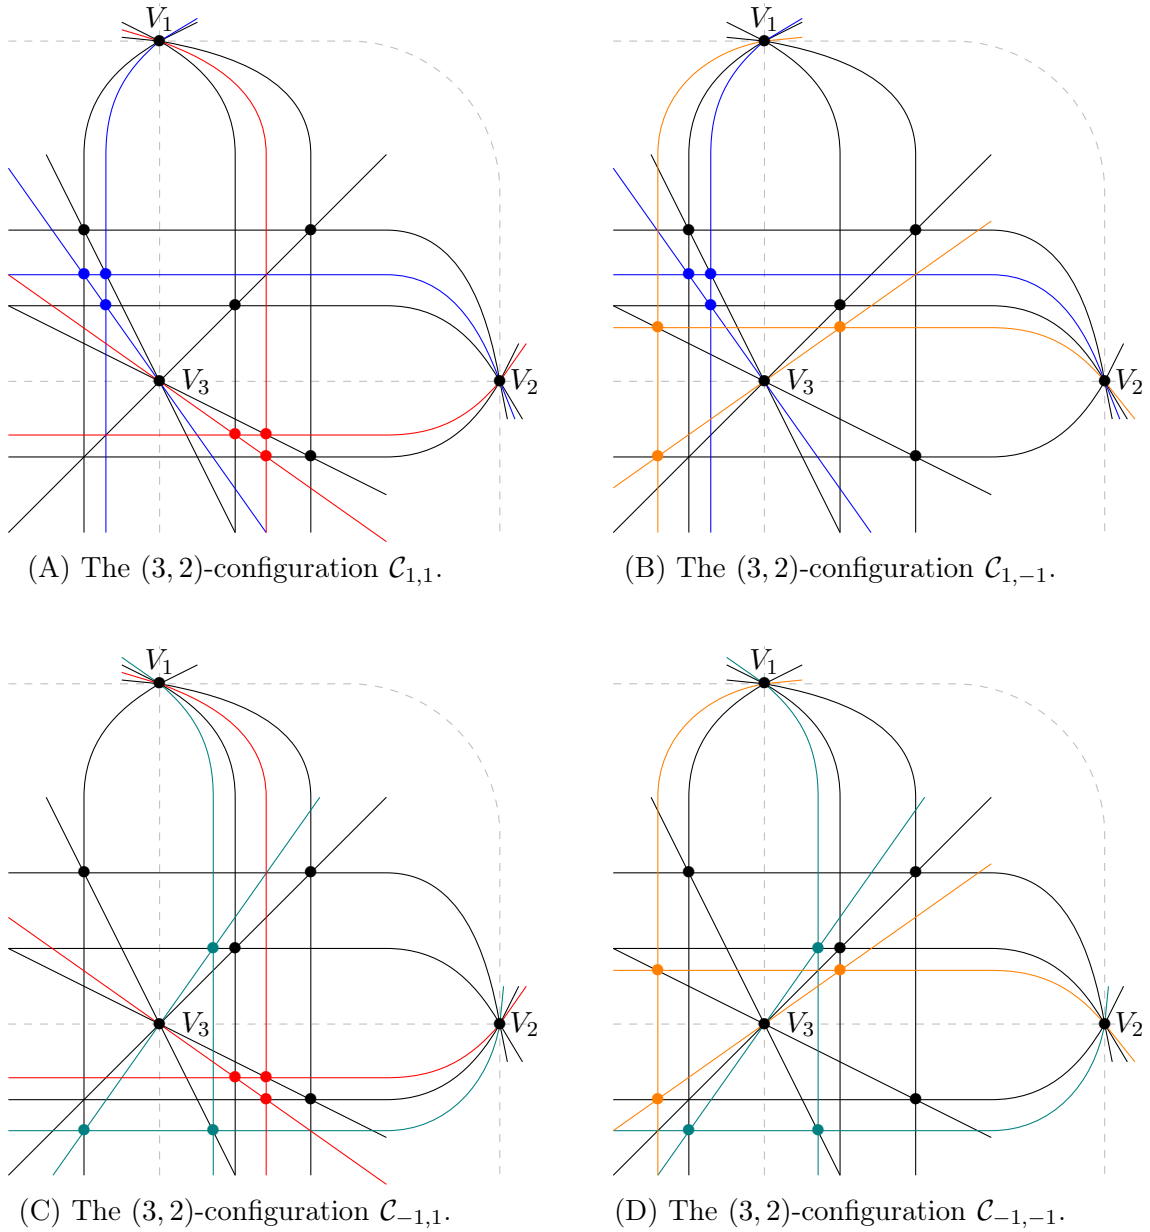 V₁ V₁
V₃ V₂ V₃ V₂
(A) The (3, 2)-configuration 𝒞₁,₁. (B) The (3, 2)-configuration 𝒞₁,₋₁.
V₁ V₁
V₃ V₂ V₃ V₂
(C) The (3, 2)-configuration 𝒞₋₁,₁. (D) The (3, 2)-configuration 𝒞₋₁,₋₁.